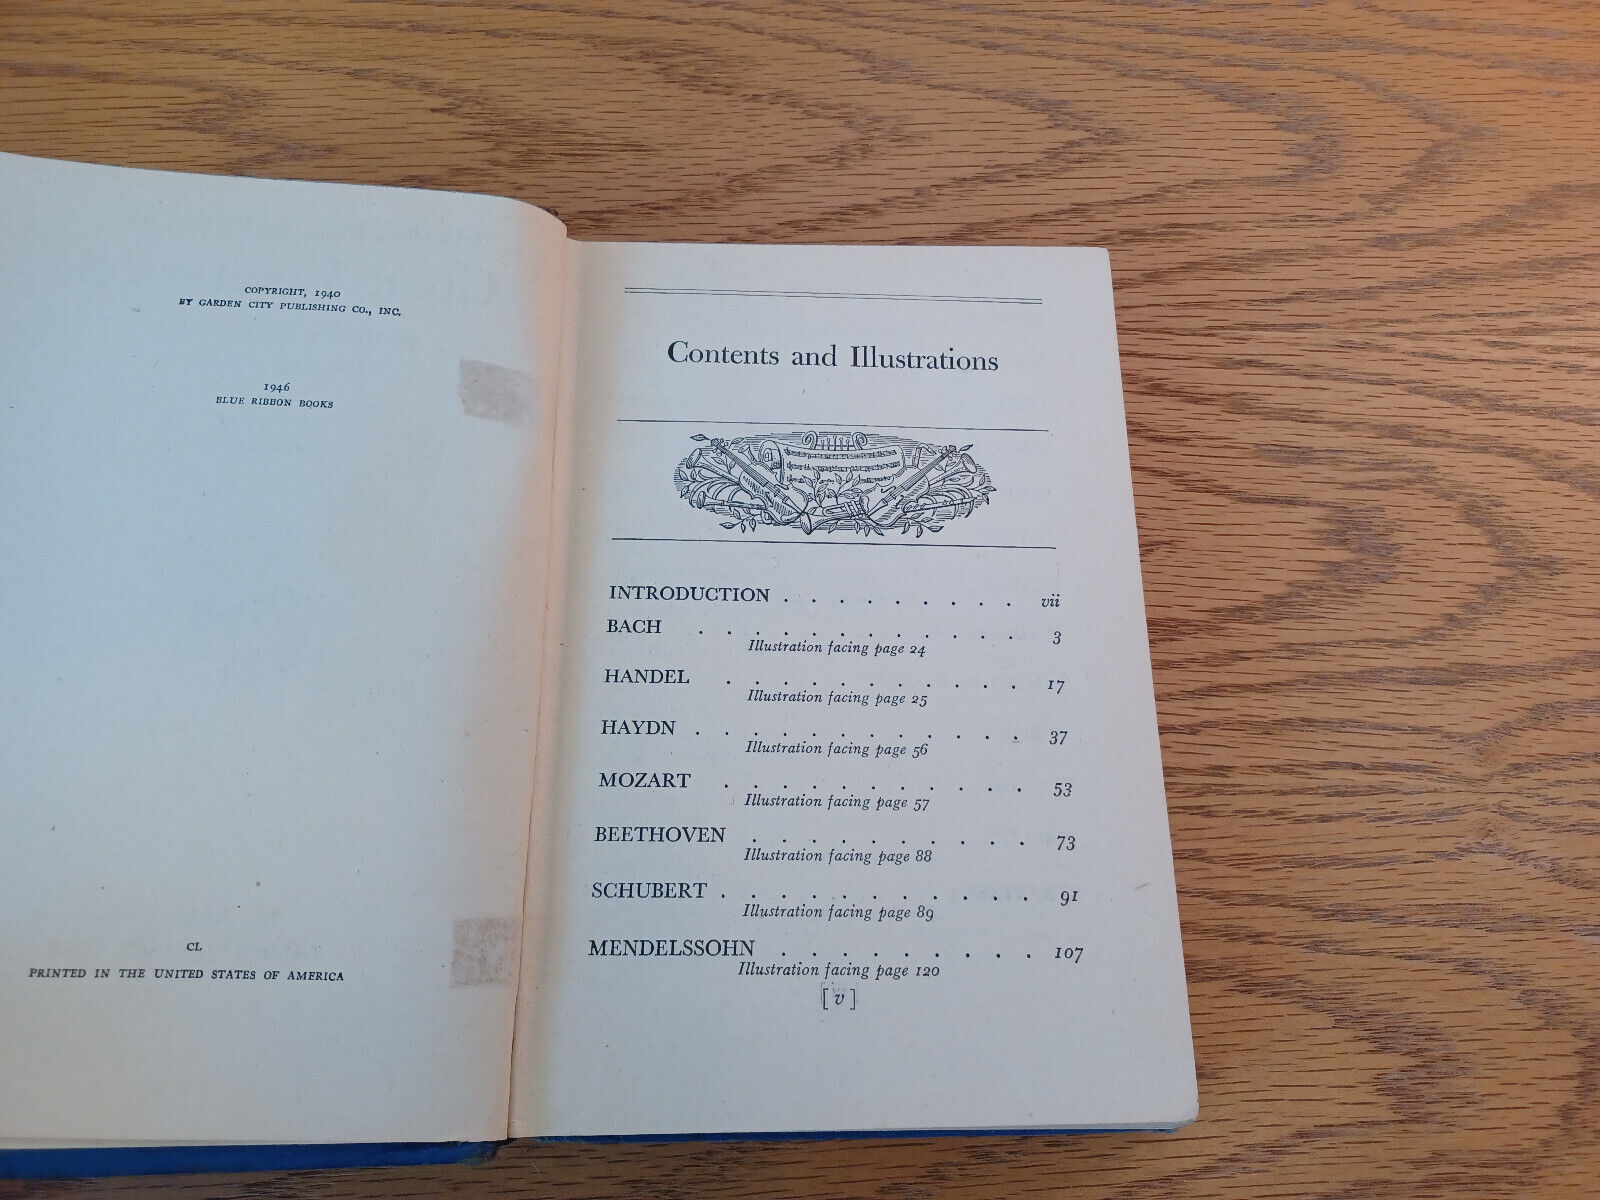 COPYRIGHT, 1940
BY GARDEN CITY PUBLISHING CO., INC.
1946
BLUE RIBBON BOOKS
CL
PRINTED IN THE UNITED STATES OF AMERICA
Contents and Illustrations
INTRODUCTION . . . . . . . . . vii
BACH . . . . . . . . . . . . 3
Illustration facing page 24
HANDEL . . . . . . . . . . . 17
Illustration facing page 25
HAYDN . . . . . . . . . . . . 37
Illustration facing page 56
MOZART . . . . . . . . . . . 53
Illustration facing page 57
BEETHOVEN . . . . . . . . . . 73
Illustration facing page 88
SCHUBERT . . . . . . . . . . . 91
Illustration facing page 89
MENDELSSOHN . . . . . . . . . . 107
Illustration facing page 120
[ v ]